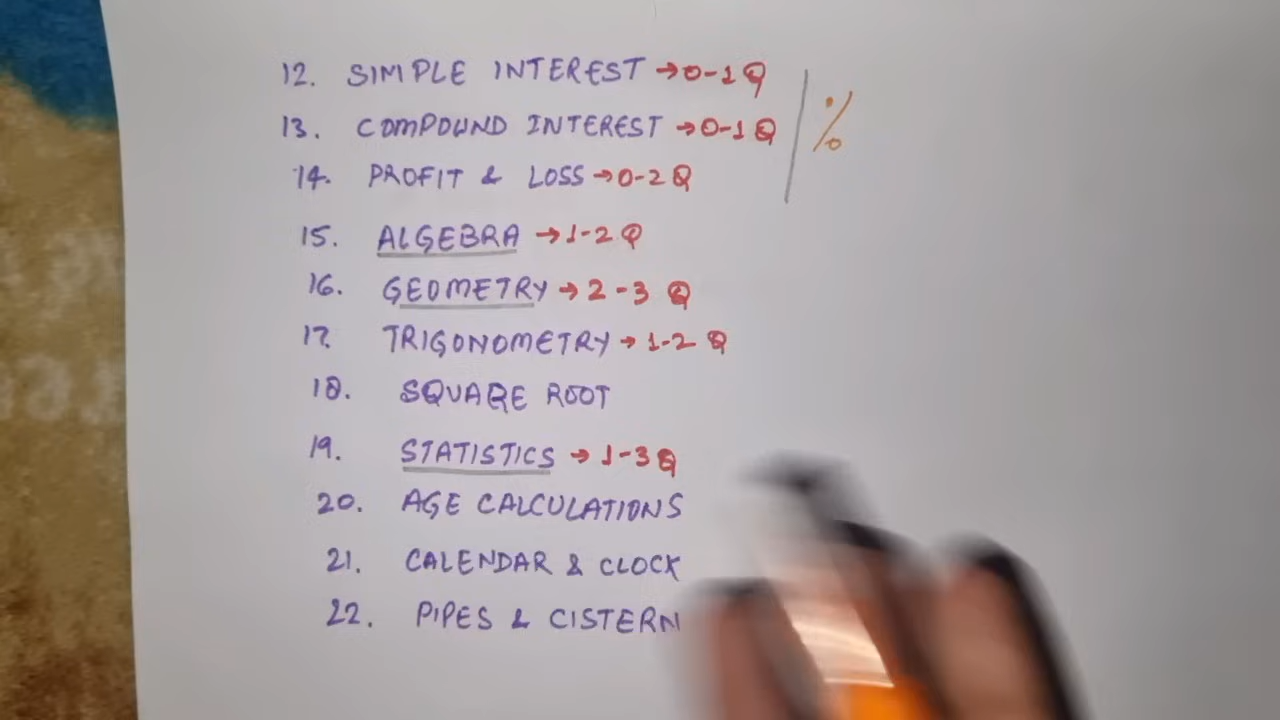 12. SIMPLE INTEREST →0-1 Q
13. COMPOUND INTEREST →0-1 Q
%
14. PROFIT & LOSS →0-2 Q
15. ALGEBRA →1-2 Q
16. GEOMETRY →2-3 Q
17. TRIGONOMETRY →1-2 Q
18. SQUARE ROOT
19. STATISTICS →1-3 Q
20. AGE CALCULATIONS
21. CALENDAR & CLOCK
22. PIPES & CISTERN